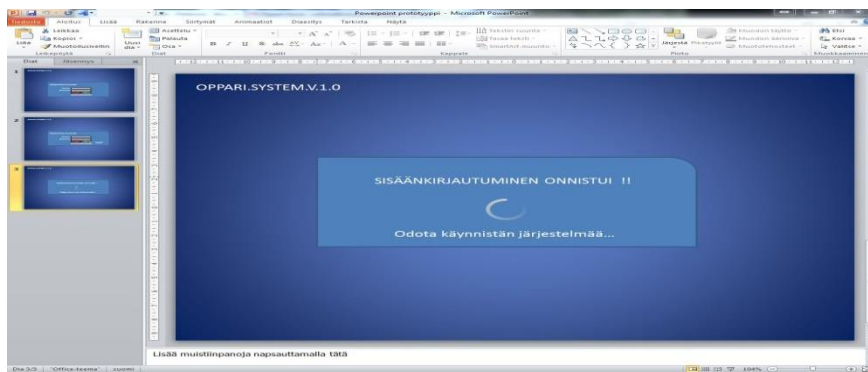 Powerpoint prototyyppi - Microsoft PowerPoint
Tiedosto Aloitus Lisää Rakenne Siirtymät Animaatiot Diaesitys Tarkista Näytä
Liitä
Leikkaa
Kopioi
Muotoilusivellin
Leikepöytä
Uusi dia
Asettelu
Palauta
Osa
Diat
Fontti
Tekstin suunta
Tasaa teksti
Kappale
Järjestä Pikatyylit
Muodon täyttö
Muodon ääriviiva
Muototehosteet
Piirto
Etsi
Korvaa
Valitse
Muokkaaminen
Diat Jäsennys
1
2
3
OPPARI.SYSTEM.V.1.0
SISÄÄNKIRJAUTUMINEN ONNISTUI !!
Odota käynnistän järjestelmää...
Lisää muistiinpanoja napsauttamalla tätä
Dia 3/3 "Office-teema" suomi 104%